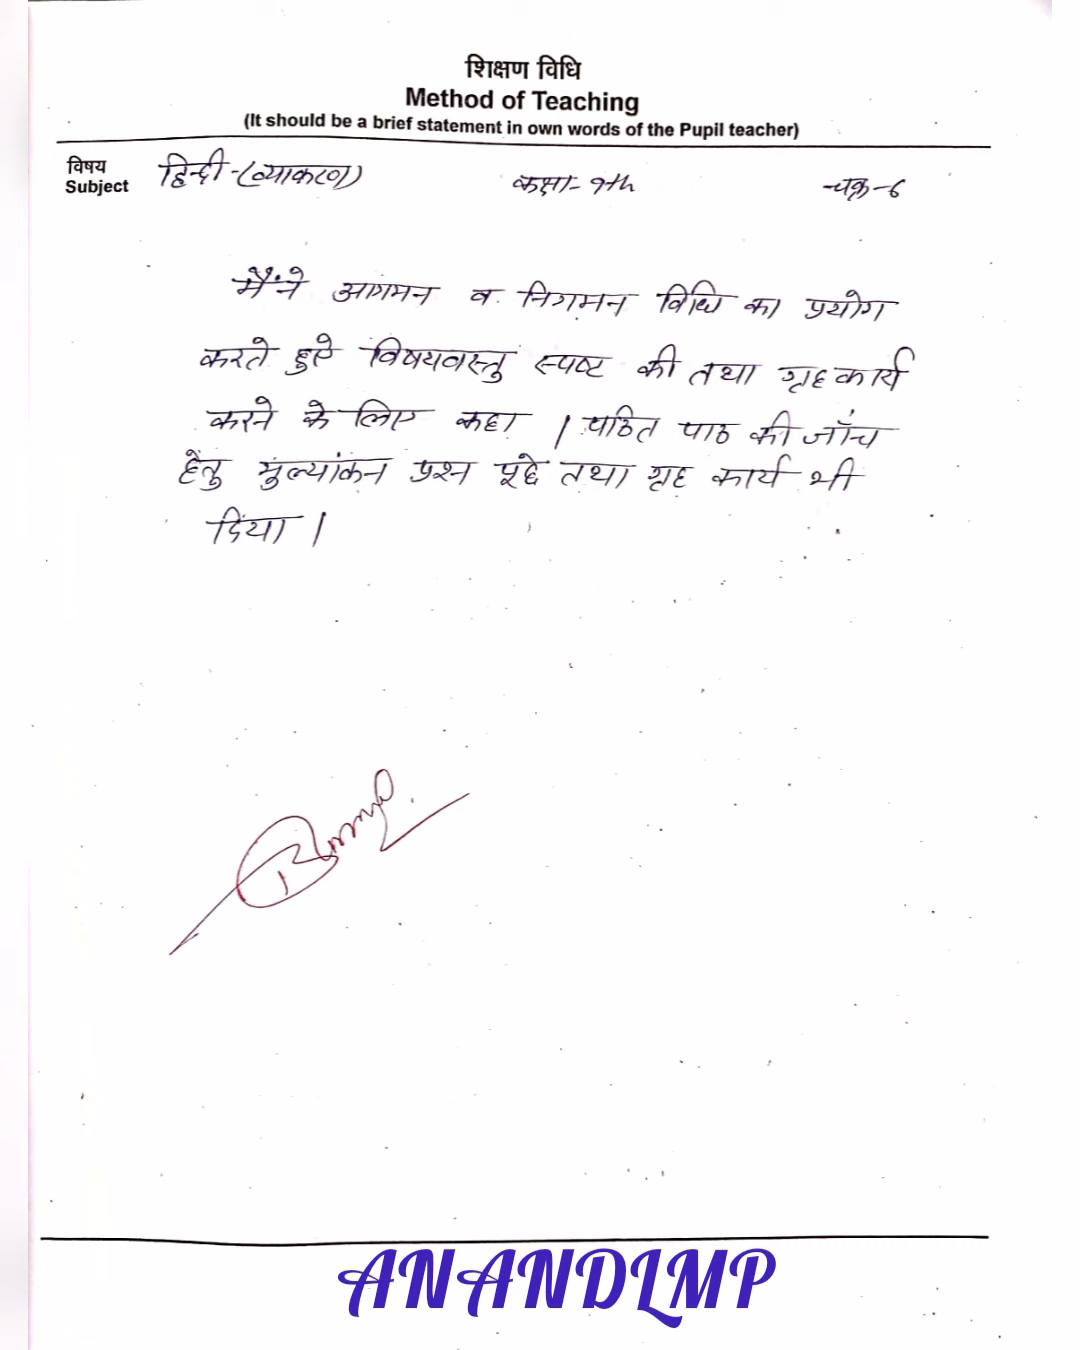 शिक्षण विधि
Method of Teaching
(It should be a brief statement in own words of the Pupil teacher)
विषय हिन्दी-(व्याकरण) कक्षा- 9th चक्र-6
Subject
मैंने आगमन व निगमन विधि का प्रयोग
करते हुऐ विषयवस्तु स्पष्ट की तथा गृहकार्य
करने के लिए कहा । पठित पाठ की जाँच
हेतु मुल्यांकन प्रश्न पूछे तथा गृह कार्य भी
दिया ।
ANANDLMP